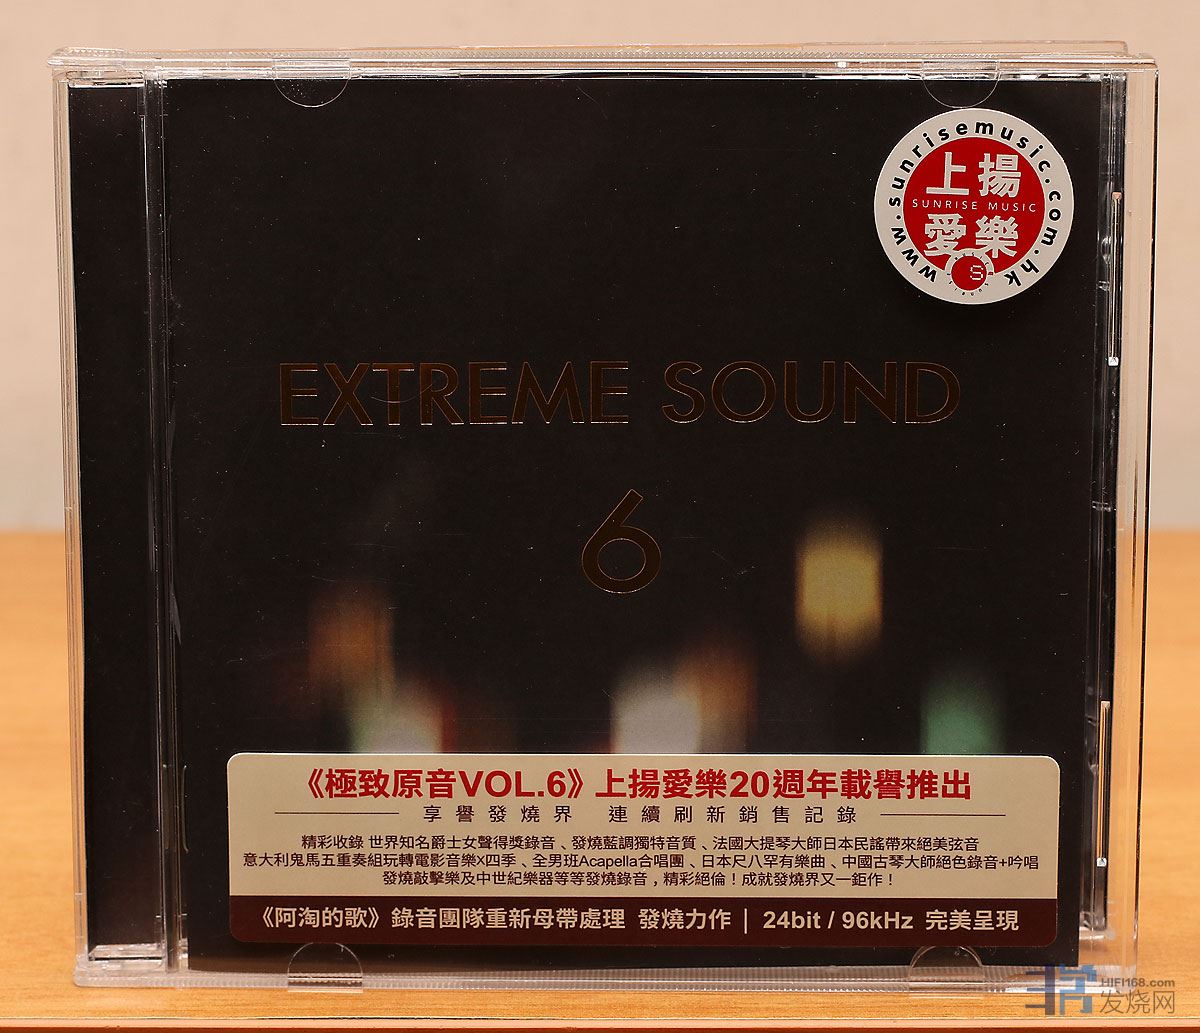 www.sunrisemusic.com.hk
上揚
SUNRISE MUSIC
愛樂
S
EXTREME SOUND
6
《極致原音VOL.6》上揚愛樂20週年載譽推出
享譽發燒界 連續刷新銷售記錄
精彩收錄 世界知名爵士女聲得獎錄音、發燒藍調獨特音質、法國大提琴大師日本民謠帶來絕美弦音
意大利鬼馬五重奏組玩轉電影音樂X四季、全男班Acapella合唱團、日本尺八罕有樂曲、中國古琴大師絕色錄音+吟唱
發燒敲擊樂及中世紀樂器等等發燒錄音，精彩絕倫！成就發燒界又一鉅作！
《阿淘的歌》錄音團隊重新母帶處理 發燒力作 | 24bit / 96kHz 完美呈現
HIFI168.com
发烧网